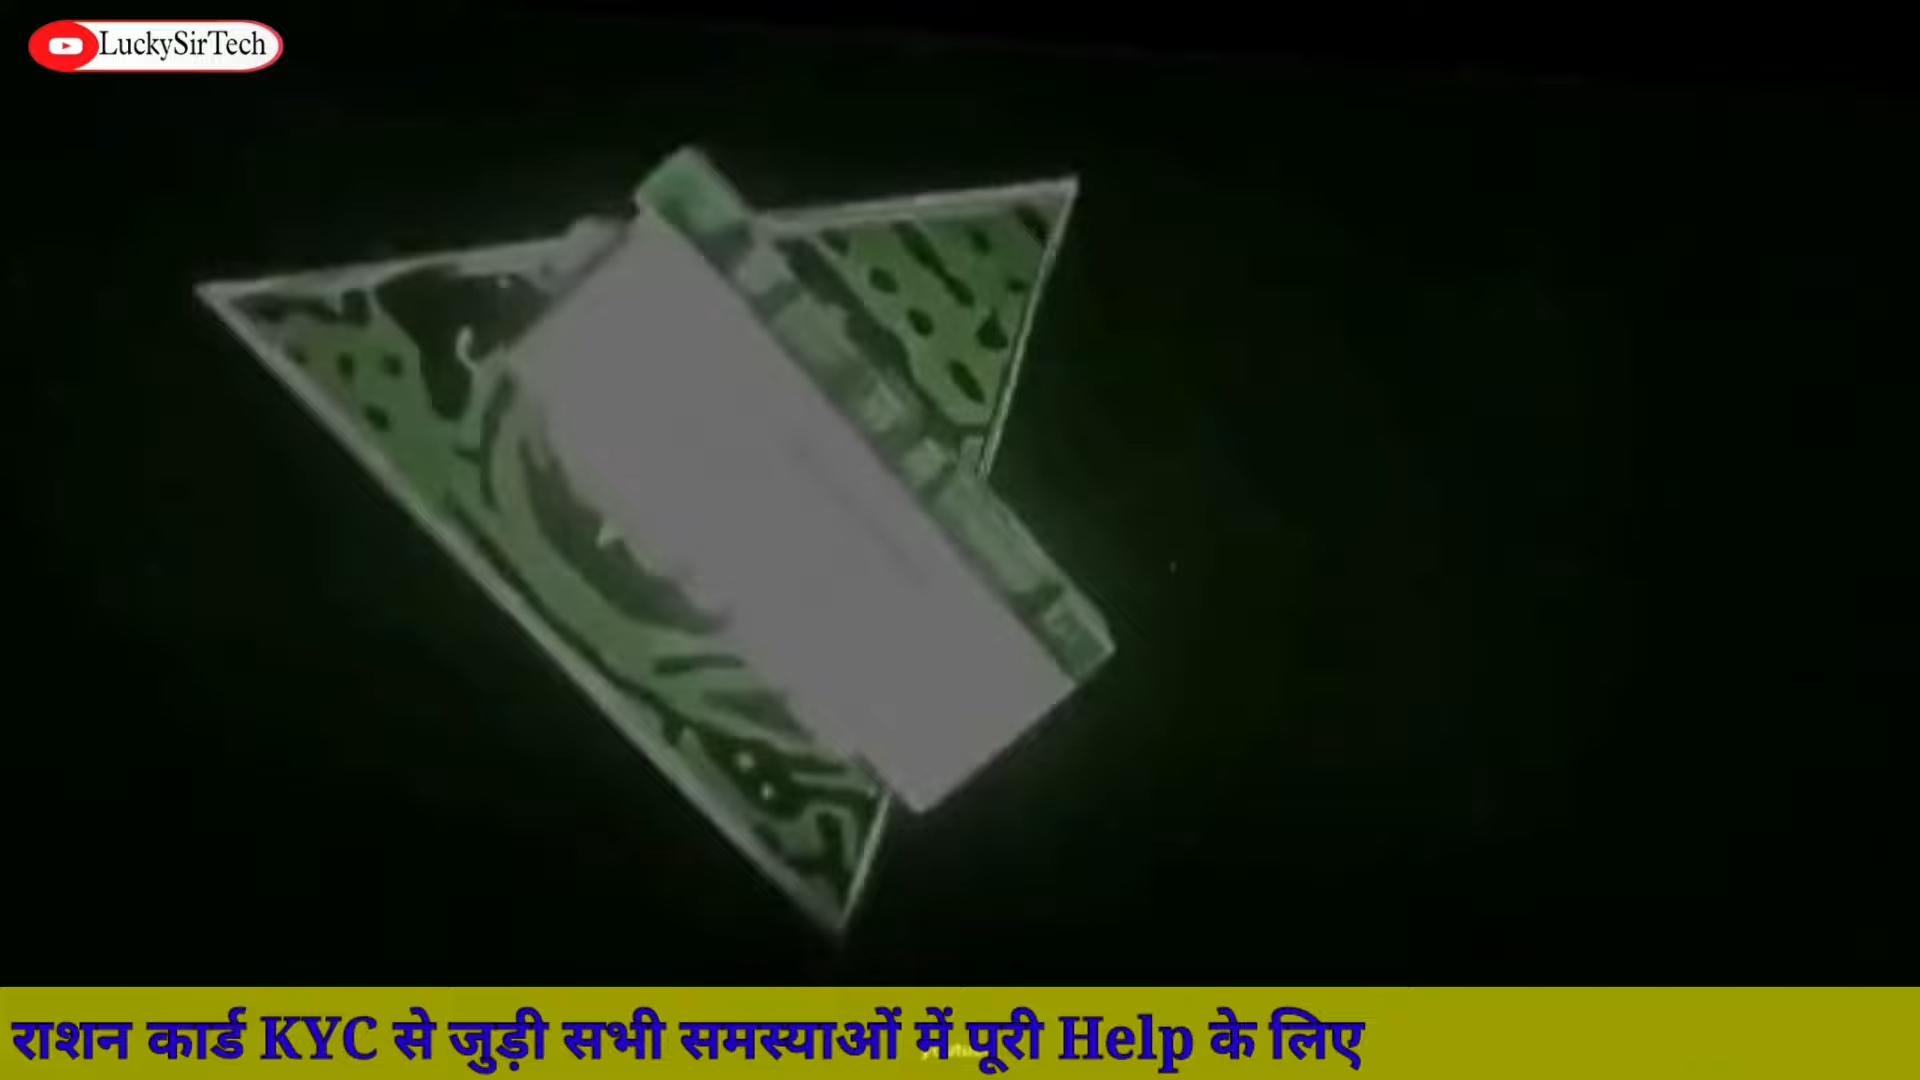 LuckySirTech
राशन कार्ड KYC से जुड़ी सभी समस्याओं में पूरी Help के लिए